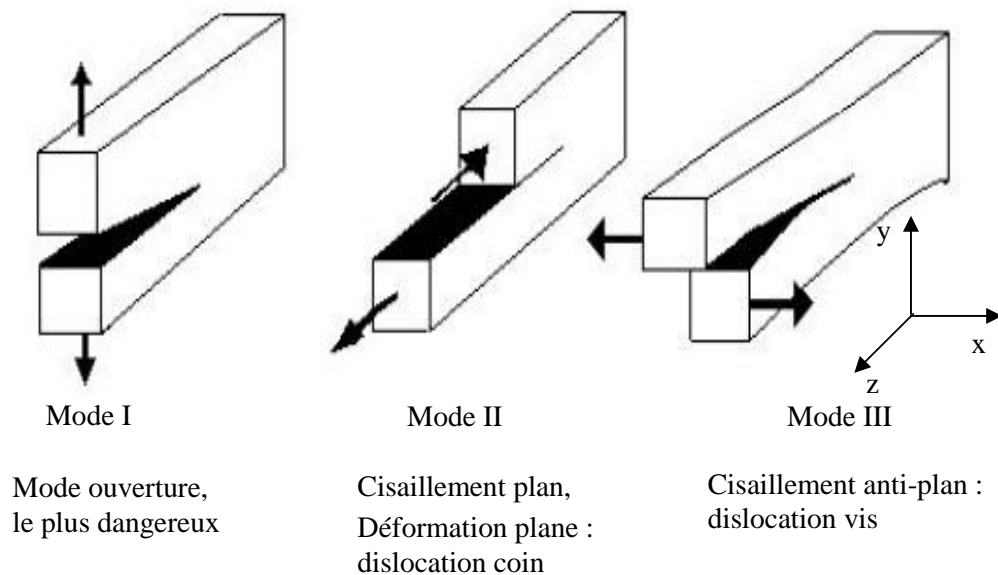 y
x
z
Mode I
Mode II
Mode III
Mode ouverture,
le plus dangereux
Cisaillement plan,
Déformation plane :
dislocation coin
Cisaillement anti-plan :
dislocation vis